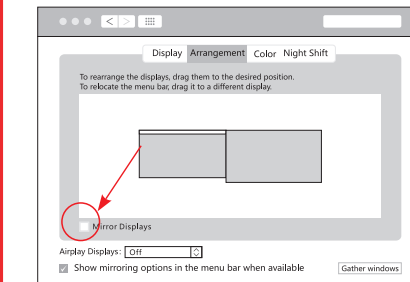 Display Arrangement Color Night Shift
To rearrange the displays, drag them to the desired position.
To relocate the menu bar, drag it to a different display.
Mirror Displays
Airplay Displays: Off
Show mirroring options in the menu bar when available
Gather windows